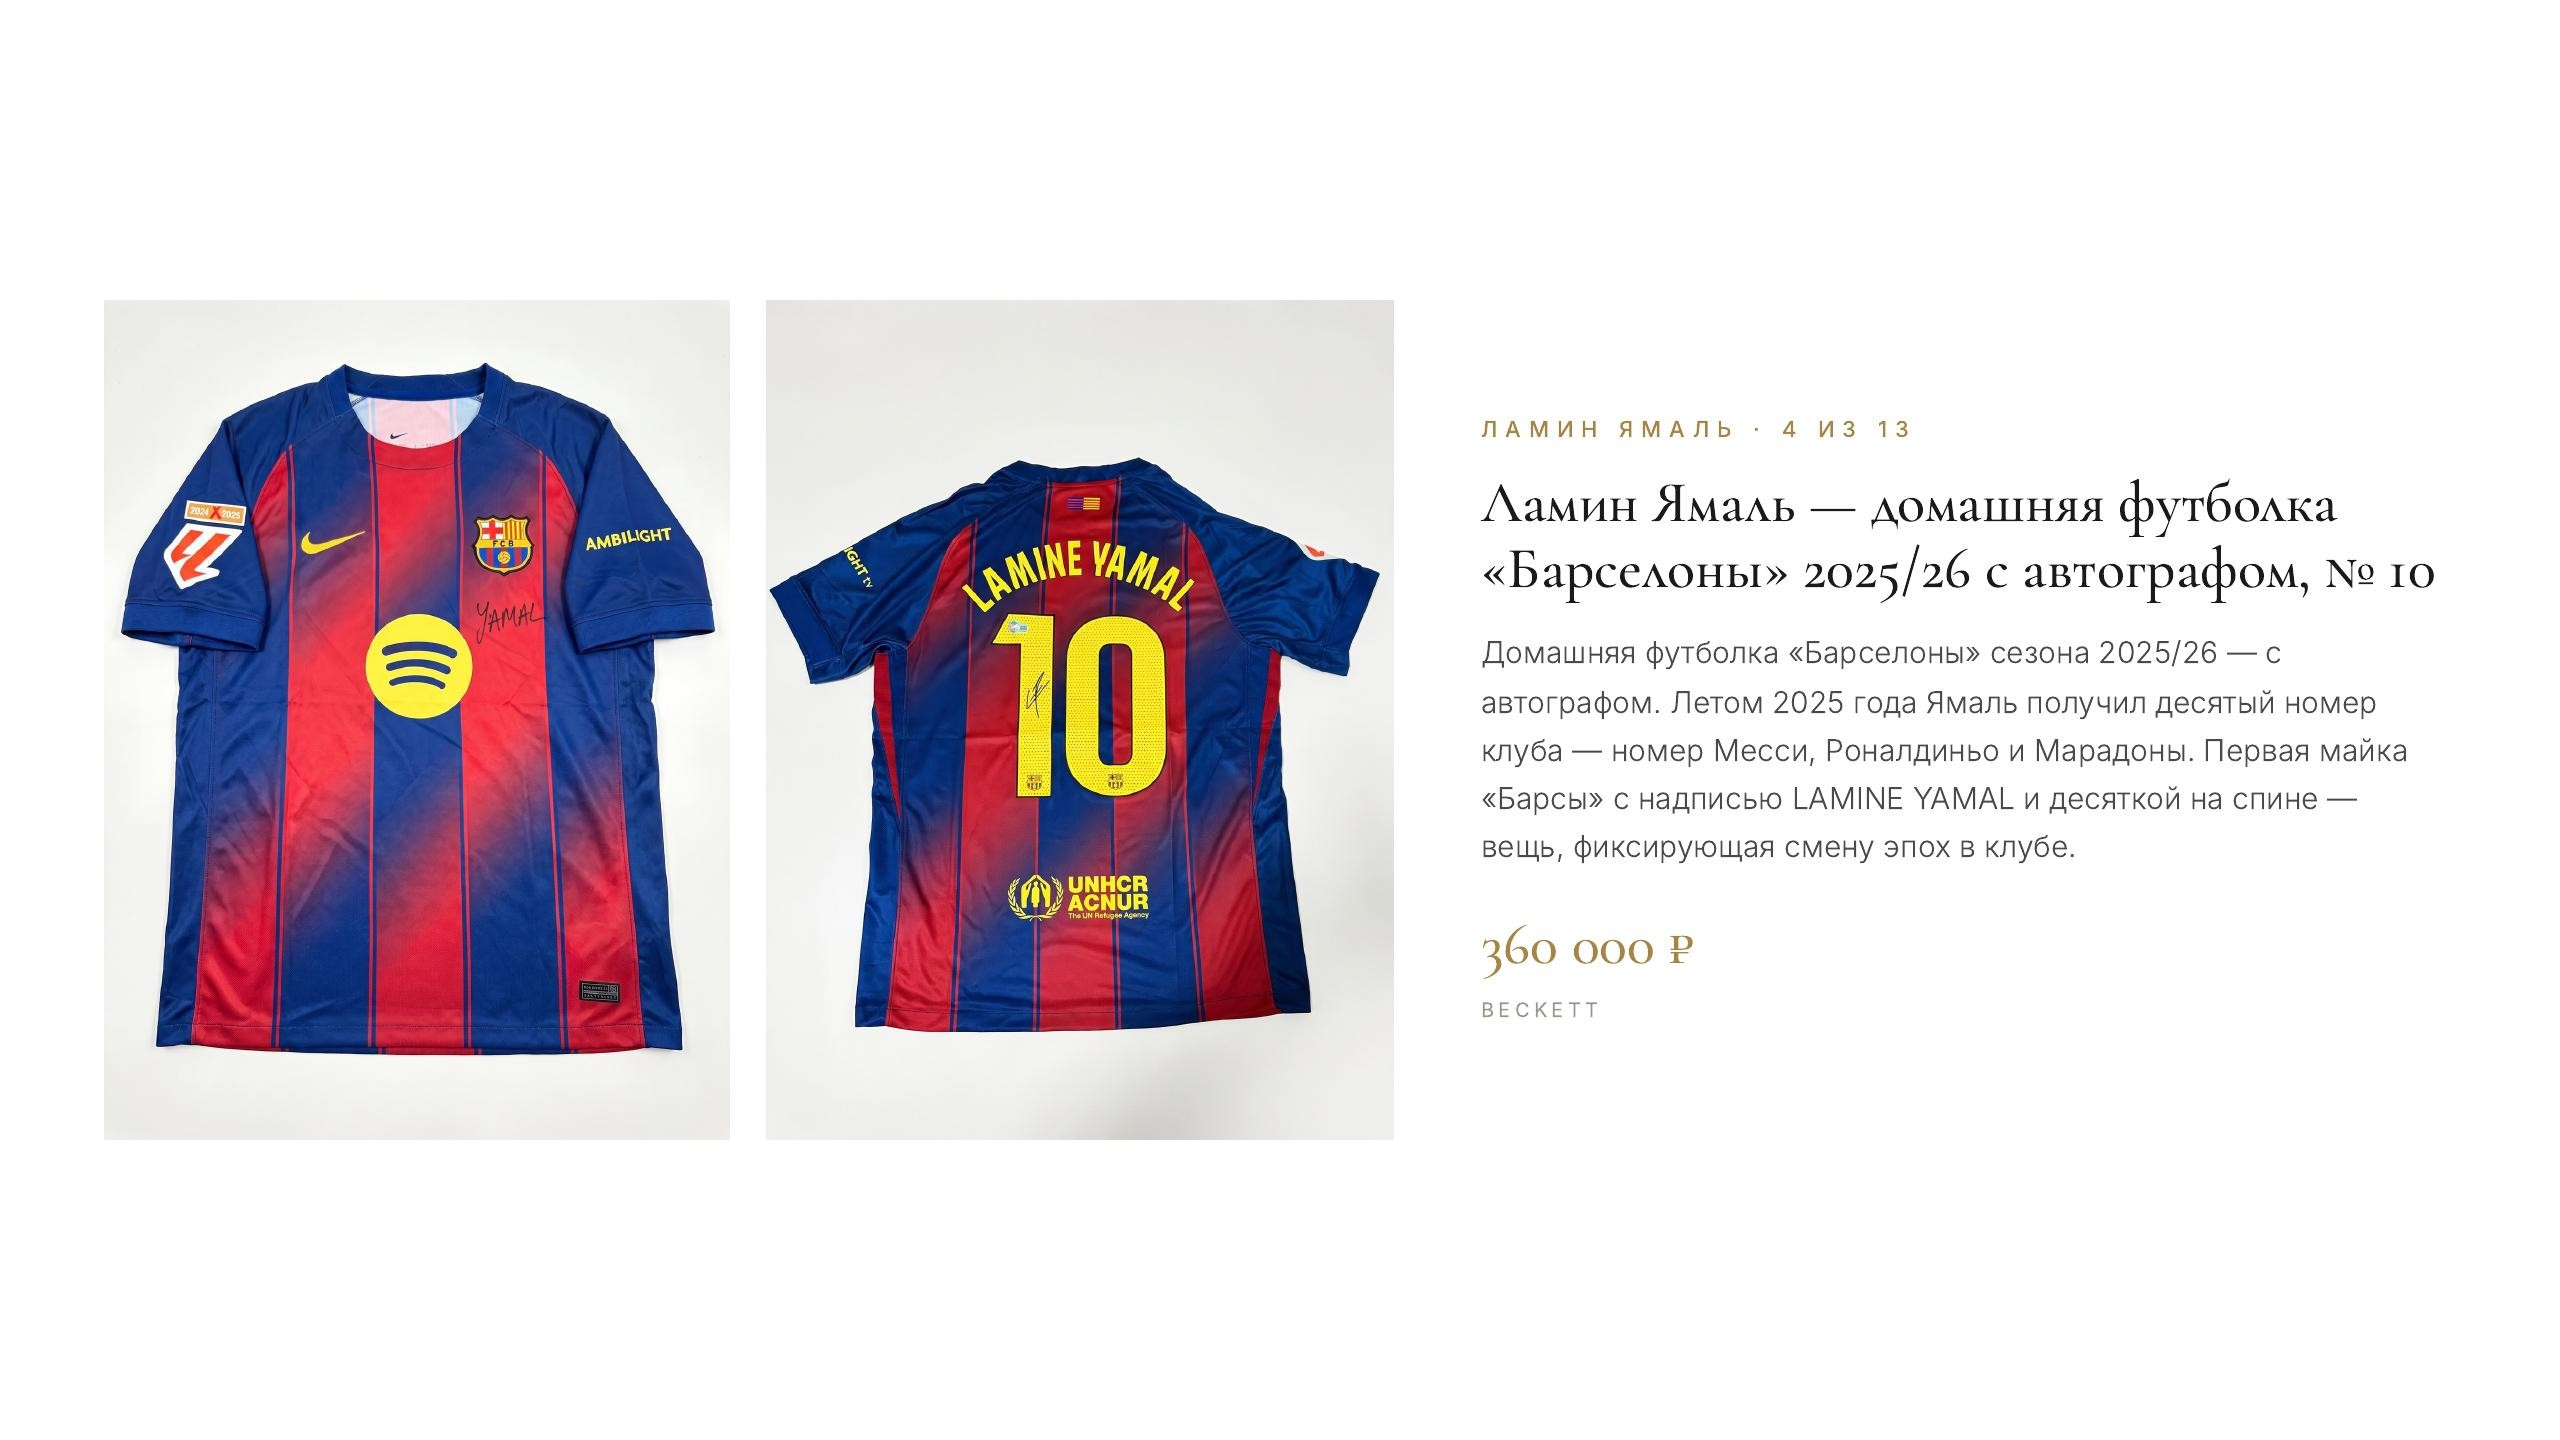 2024 X 2025
AMBILIGHT
FCB
YAMAL
LAMINE YAMAL
10
UNHCR
ACNUR
The UN Refugee Agency
ЛАМИН ЯМАЛЬ · 4 ИЗ 13
Ламин Ямаль — домашняя футболка
«Барселоны» 2025/26 с автографом, № 10
Домашняя футболка «Барселоны» сезона 2025/26 — с
автографом. Летом 2025 года Ямаль получил десятый номер
клуба — номер Месси, Роналдиньо и Марадоны. Первая майка
«Барсы» с надписью LAMINE YAMAL и десяткой на спине —
вещь, фиксирующая смену эпох в клубе.
360 000 ₽
BECKETT